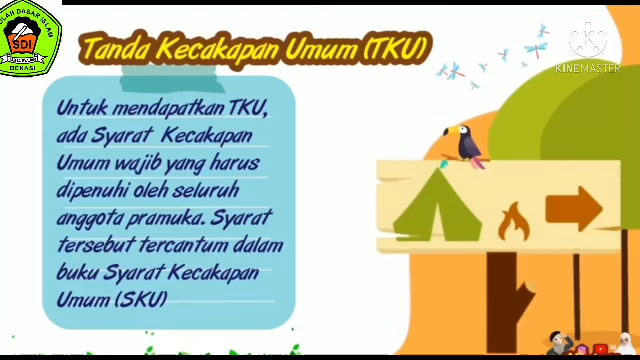 Tanda Kecakapan Umum (TKU)
SDI
BEKASI
KINEMASTER
Untuk mendapatkan TKU,
ada Syarat Kecakapan
Umum wajib yang harus
dipenuhi oleh seluruh
anggota pramuka. Syarat
tersebut tercantum dalam
buku Syarat Kecakapan
Umum (SKU)